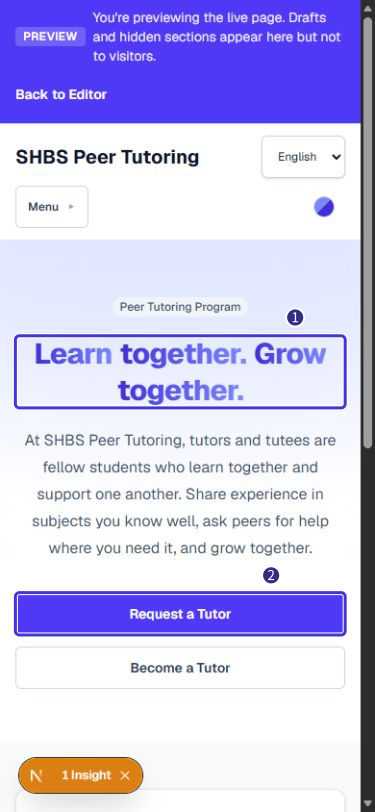 You're previewing the live page. Drafts
PREVIEW and hidden sections appear here but not
to visitors.
Back to Editor
SHBS Peer Tutoring
English
Menu
Peer Tutoring Program
1
Learn together. Grow
together.
At SHBS Peer Tutoring, tutors and tutees are
fellow students who learn together and
support one another. Share experience in
subjects you know well, ask peers for help
where you need it, and grow together.
2
Request a Tutor
Become a Tutor
N 1 Insight ×